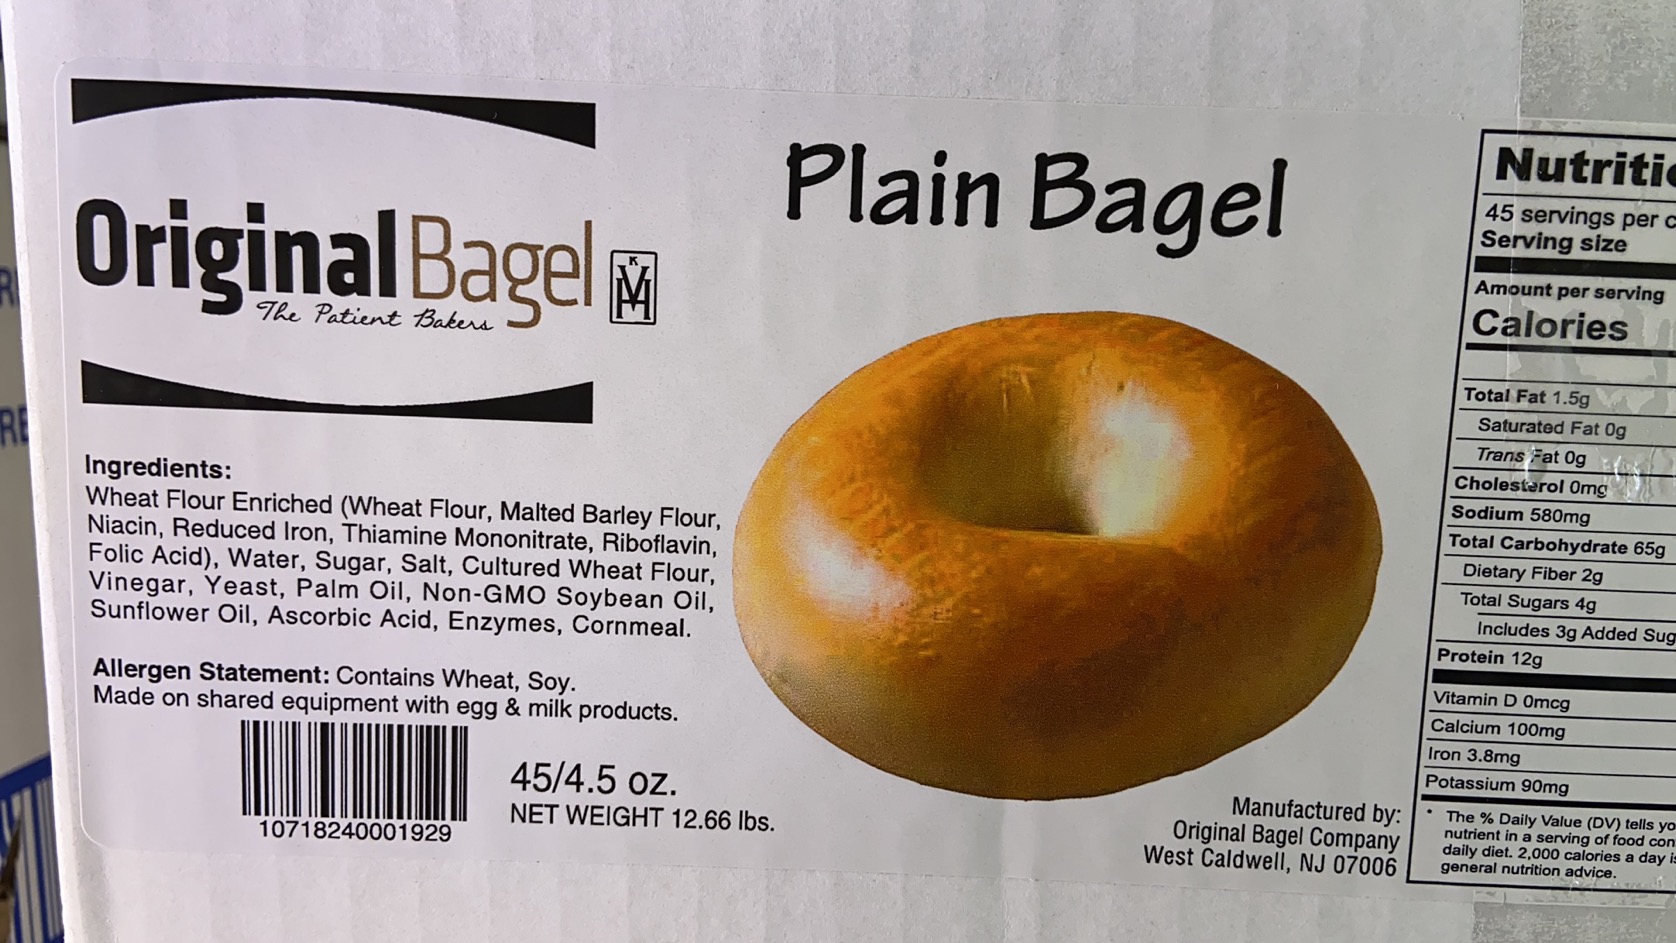 Original Bagel
The Patient Bakers
K
VH
Plain Bagel
Ingredients:
Wheat Flour Enriched (Wheat Flour, Malted Barley Flour,
Niacin, Reduced Iron, Thiamine Mononitrate, Riboflavin,
Folic Acid), Water, Sugar, Salt, Cultured Wheat Flour,
Vinegar, Yeast, Palm Oil, Non-GMO Soybean Oil,
Sunflower Oil, Ascorbic Acid, Enzymes, Cornmeal.
Allergen Statement: Contains Wheat, Soy.
Made on shared equipment with egg & milk products.
10718240001929
45/4.5 oz.
NET WEIGHT 12.66 lbs.
Manufactured by:
Original Bagel Company
West Caldwell, NJ 07006
Nutritio
45 servings per c
Serving size
Amount per serving
Calories
Total Fat 1.5g
Saturated Fat 0g
Trans Fat 0g
Cholesterol 0mg
Sodium 580mg
Total Carbohydrate 65g
Dietary Fiber 2g
Total Sugars 4g
Includes 3g Added Sug
Protein 12g
Vitamin D 0mcg
Calcium 100mg
Iron 3.8mg
Potassium 90mg
* The % Daily Value (DV) tells yo
nutrient in a serving of food con
daily diet. 2,000 calories a day is
general nutrition advice.